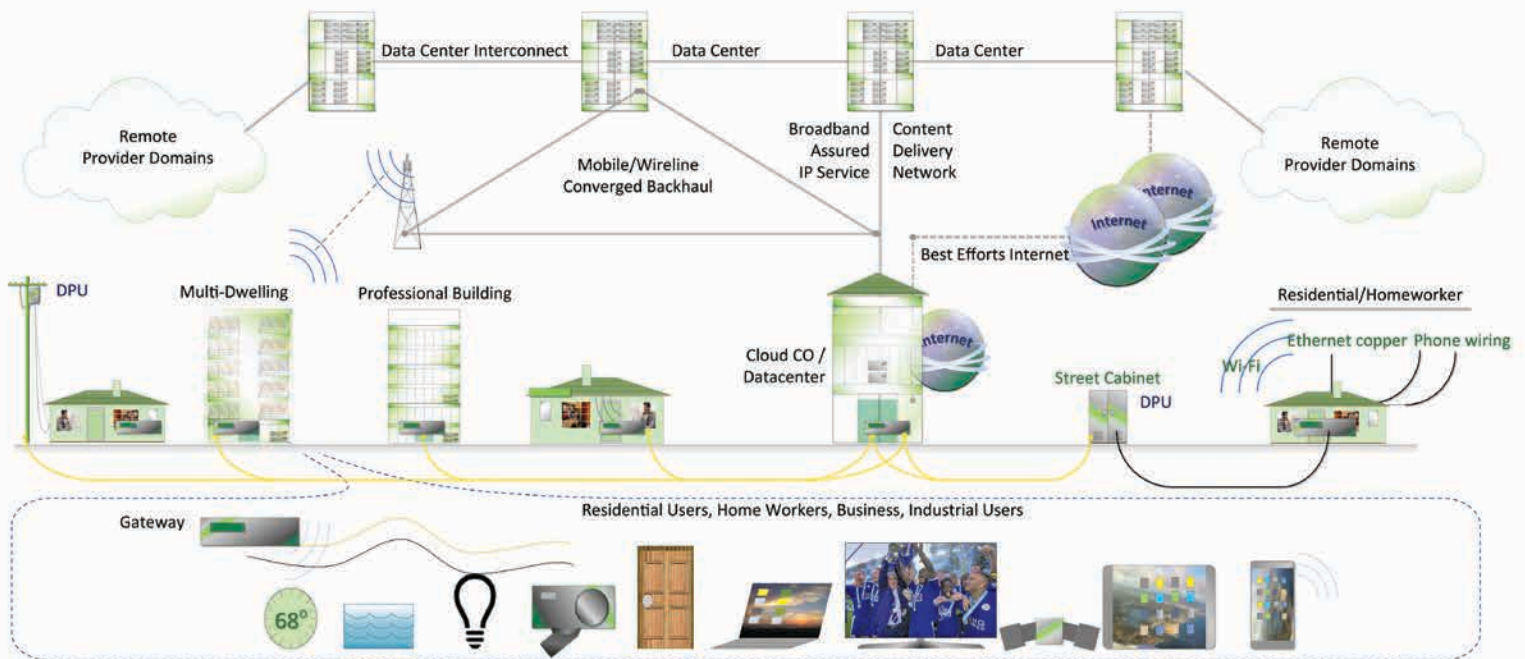 Data Center Interconnect
Data Center
Data Center
Remote
Provider Domains
Broadband
Assured
IP Service
Content
Delivery
Network
Remote
Provider Domains
Mobile/Wireline
Converged Backhaul
Internet
Internet
Best Efforts Internet
DPU
Multi-Dwelling
Professional Building
Residential/Homeworker
Internet
Ethernet copper
Phone wiring
Cloud CO /
Datacenter
Wi-Fi
Street Cabinet
DPU
Residential Users, Home Workers, Business, Industrial Users
Gateway
68°